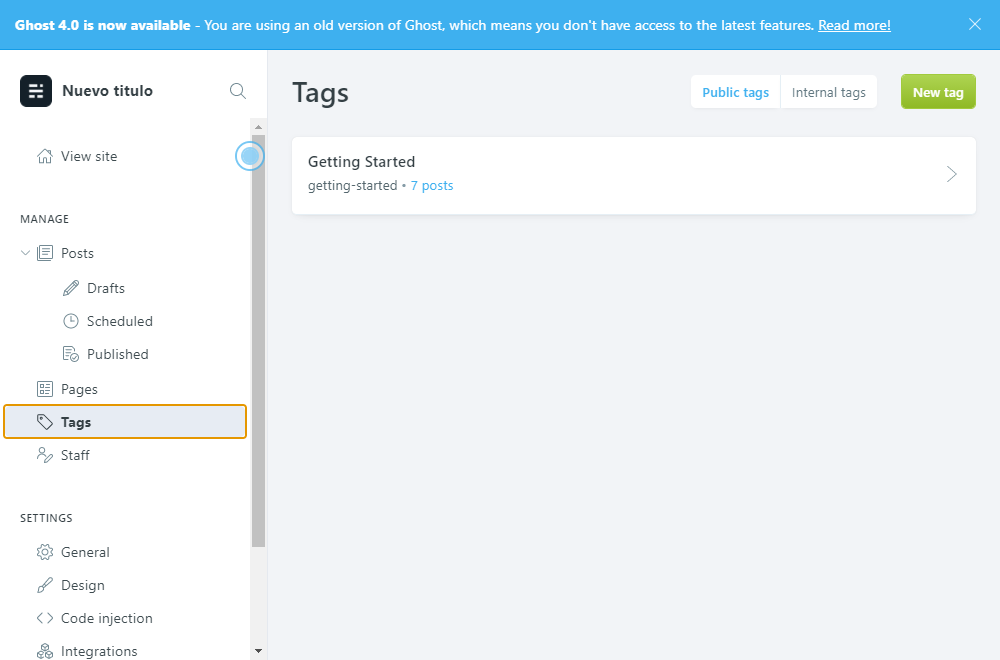 Ghost 4.0 is now available - You are using an old version of Ghost, which means you don't have access to the latest features. Read more!
Nuevo titulo
View site
MANAGE
Posts
Drafts
Scheduled
Published
Pages
Tags
Staff
SETTINGS
General
Design
Code injection
Integrations
Tags
Public tags
Internal tags
New tag
Getting Started
getting-started • 7 posts